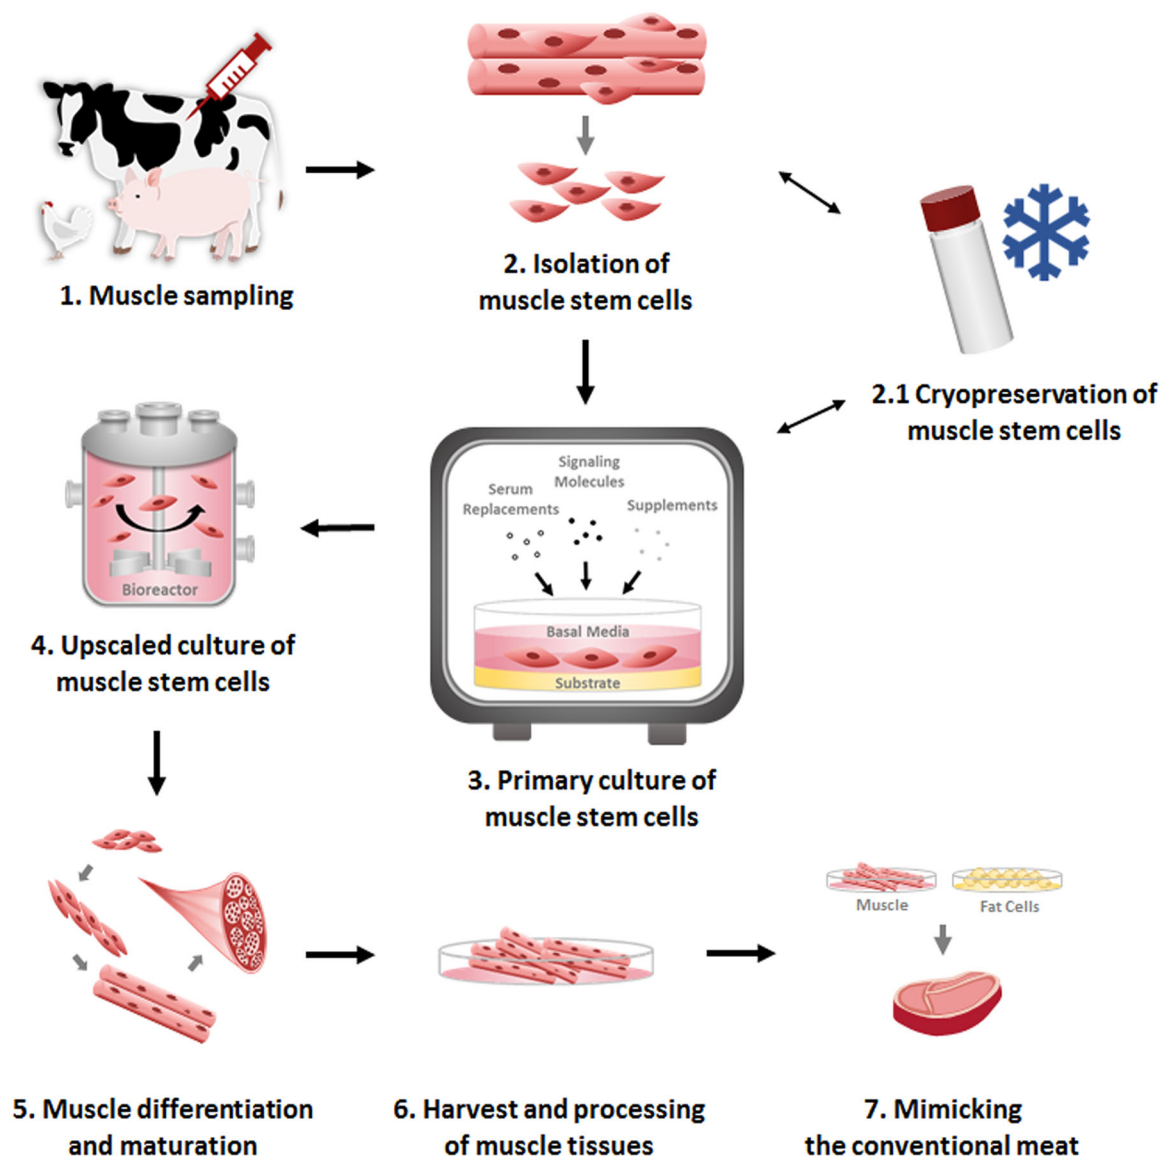 1. Muscle sampling
2. Isolation of
muscle stem cells
2.1 Cryopreservation of
muscle stem cells
Signaling
Molecules
Serum
Replacements
Supplements
Basal Media
Substrate
3. Primary culture of
muscle stem cells
Bioreactor
4. Upscaled culture of
muscle stem cells
5. Muscle differentiation
and maturation
6. Harvest and processing
of muscle tissues
Muscle
Fat Cells
7. Mimicking
the conventional meat